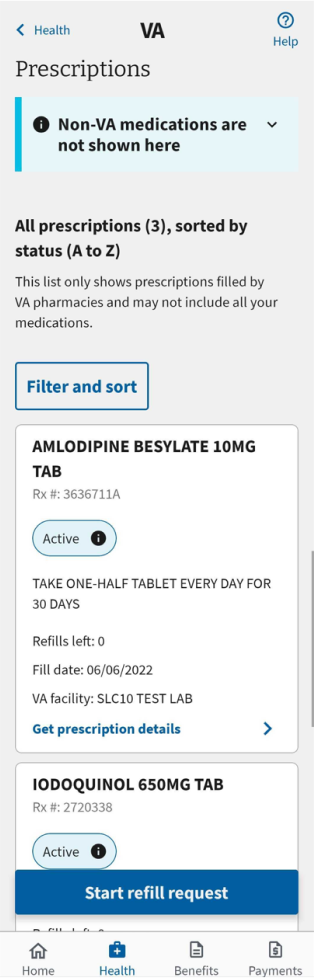 Health
VA
Help
Prescriptions
Non-VA medications are
not shown here
All prescriptions (3), sorted by
status (A to Z)
This list only shows prescriptions filled by
VA pharmacies and may not include all your
medications.
Filter and sort
AMLODIPINE BESYLATE 10MG
TAB
Rx #: 3636711A
Active
TAKE ONE-HALF TABLET EVERY DAY FOR
30 DAYS
Refills left: 0
Fill date: 06/06/2022
VA facility: SLC10 TEST LAB
Get prescription details
IODOQUINOL 650MG TAB
Rx #: 2720338
Active
Start refill request
Home
Health
Benefits
Payments